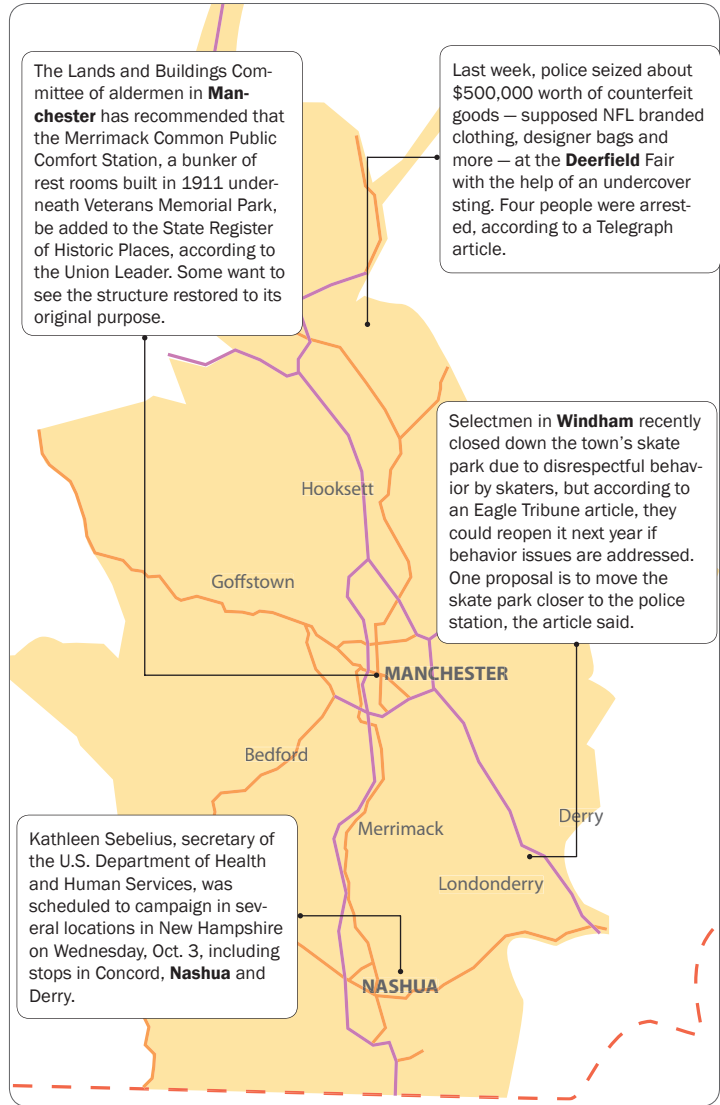 The Lands and Buildings Com-
mittee of aldermen in Man-
chester has recommended that
the Merrimack Common Public
Comfort Station, a bunker of
rest rooms built in 1911 under-
neath Veterans Memorial Park,
be added to the State Register
of Historic Places, according to
the Union Leader. Some want to
see the structure restored to its
original purpose.
Last week, police seized about
$500,000 worth of counterfeit
goods — supposed NFL branded
clothing, designer bags and
more — at the Deerfield Fair
with the help of an undercover
sting. Four people were arrest-
ed, according to a Telegraph
article.
Selectmen in Windham recently
closed down the town's skate
park due to disrespectful behav-
ior by skaters, but according to
an Eagle Tribune article, they
could reopen it next year if
behavior issues are addressed.
One proposal is to move the
skate park closer to the police
station, the article said.
Hooksett
Goffstown
MANCHESTER
Bedford
Merrimack
Derry
Londonderry
NASHUA
Kathleen Sebelius, secretary of
the U.S. Department of Health
and Human Services, was
scheduled to campaign in sev-
eral locations in New Hampshire
on Wednesday, Oct. 3, including
stops in Concord, Nashua and
Derry.